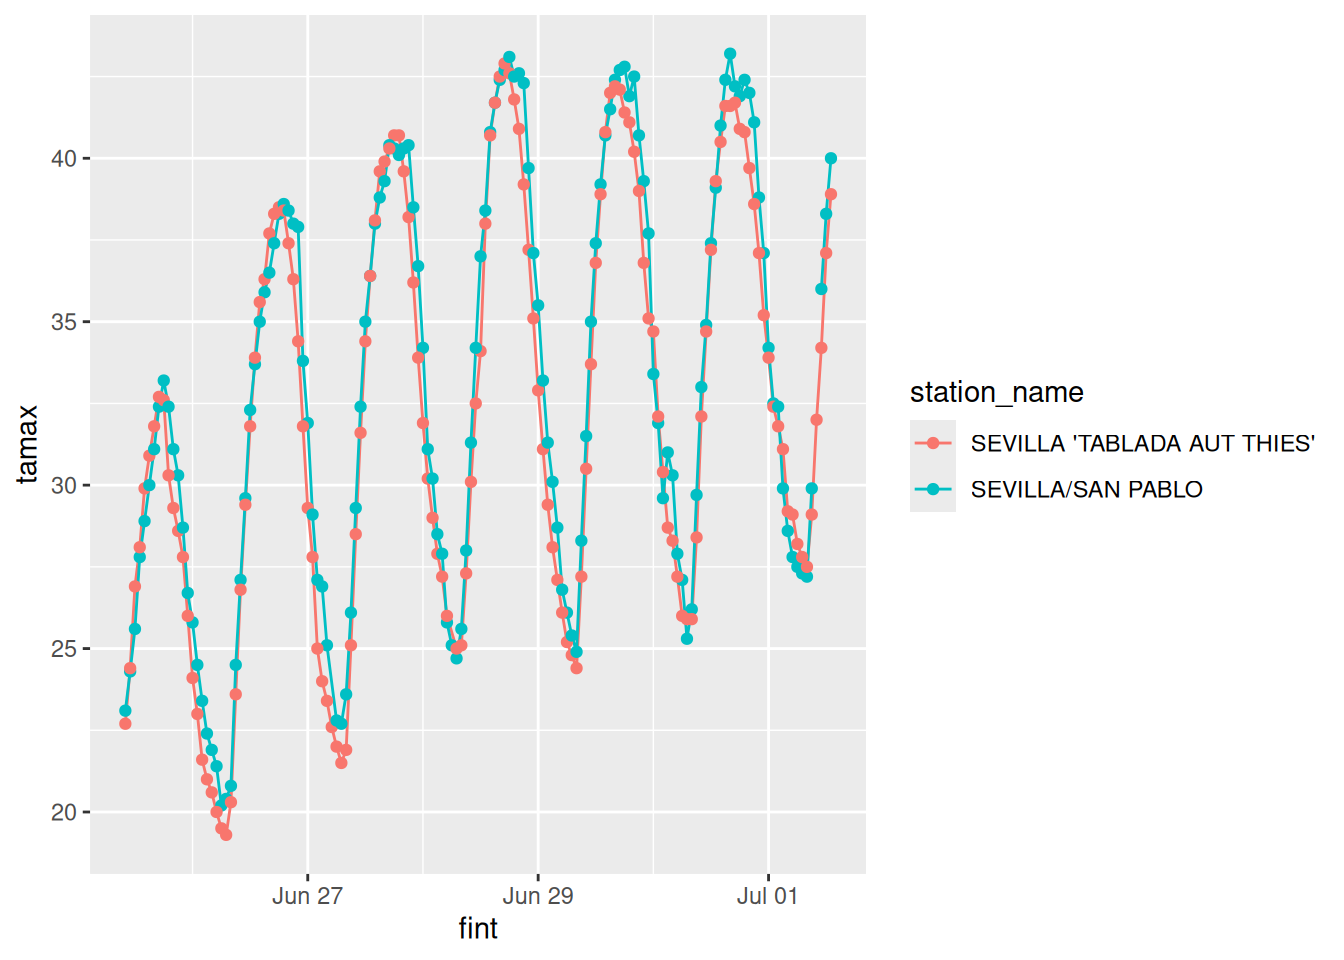 tamax
40
35
30
25
20
Jun 27
Jun 29
Jul 01
fint
station_name
SEVILLA 'TABLADA AUT THIES'
SEVILLA/SAN PABLO